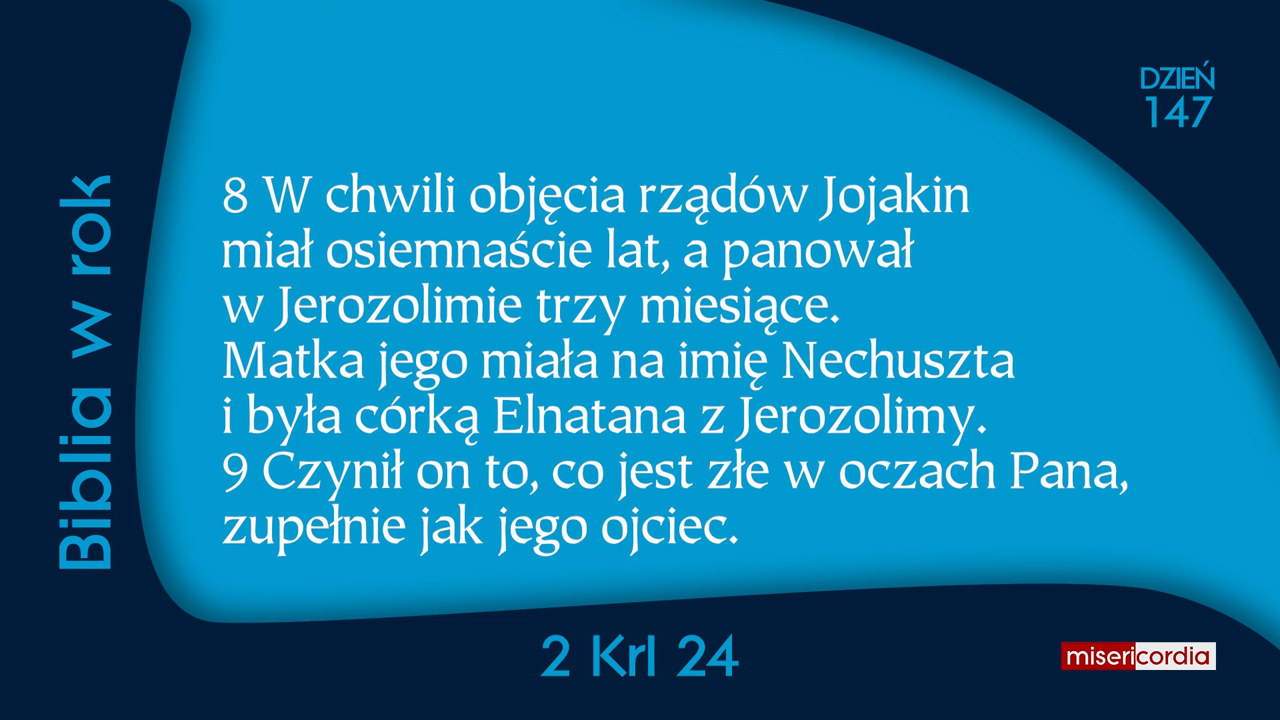 DZIEŃ
147
Biblia w rok
8 W chwili objęcia rządów Jojakin
miał osiemnaście lat, a panował
w Jerozolimie trzy miesiące.
Matka jego miała na imię Nechuszta
i była córką Elnatana z Jerozolimy.
9 Czynił on to, co jest złe w oczach Pana,
zupełnie jak jego ojciec.
2 Krl 24
misericordia